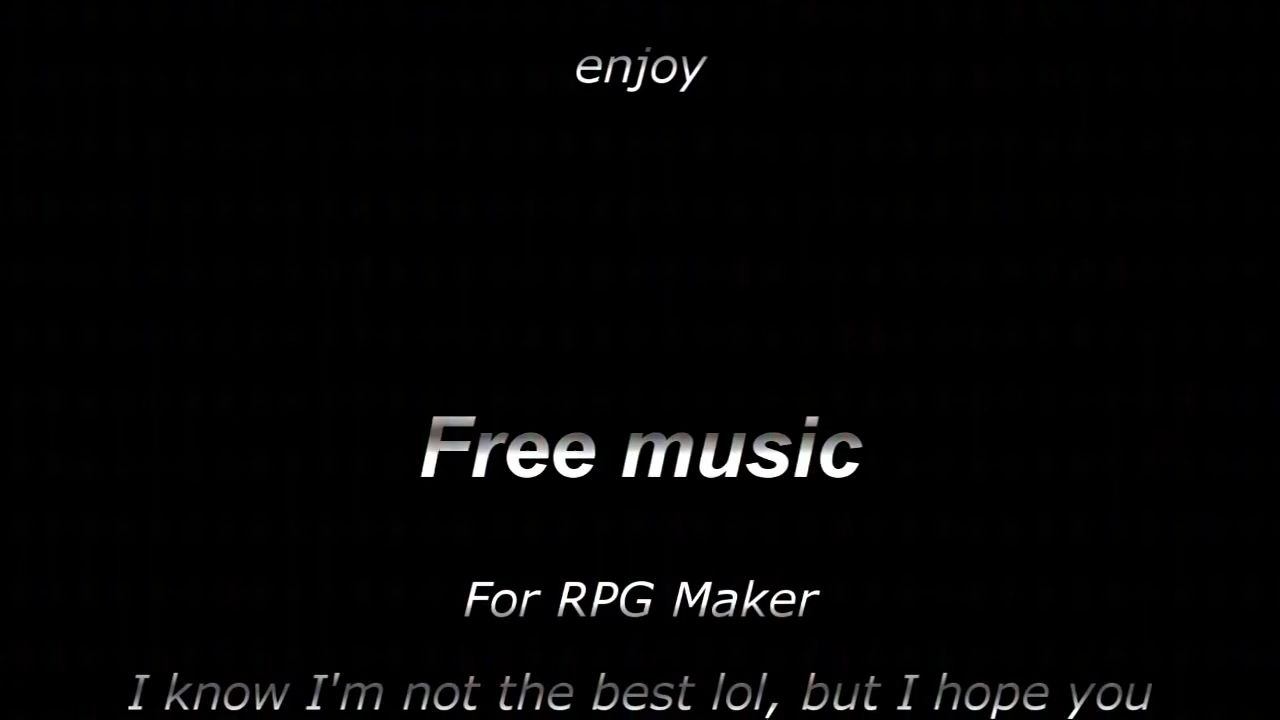 enjoy
Free music
For RPG Maker
I know I'm not the best lol, but I hope you